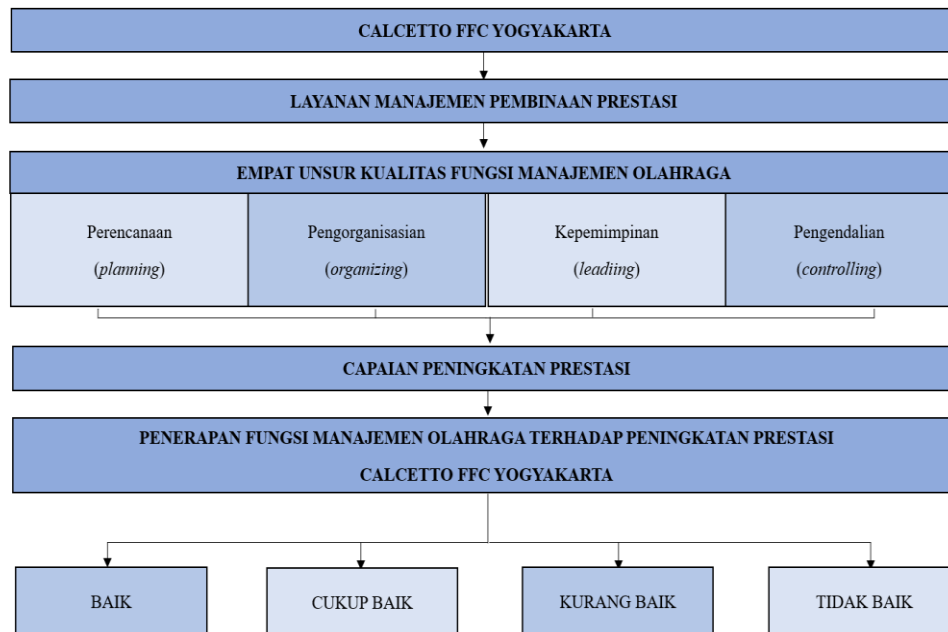 CALCETTO FFC YOGYAKARTA
LAYANAN MANAJEMEN PEMBINAAN PRESTASI
EMPAT UNSUR KUALITAS FUNGSI MANAJEMEN OLAHRAGA
Perencanaan
(planning)
Pengorganisasian
(organizing)
Kepemimpinan
(leadiing)
Pengendalian
(controlling)
CAPAIAN PENINGKATAN PRESTASI
PENERAPAN FUNGSI MANAJEMEN OLAHRAGA TERHADAP PENINGKATAN PRESTASI
CALCETTO FFC YOGYAKARTA
BAIK
CUKUP BAIK
KURANG BAIK
TIDAK BAIK